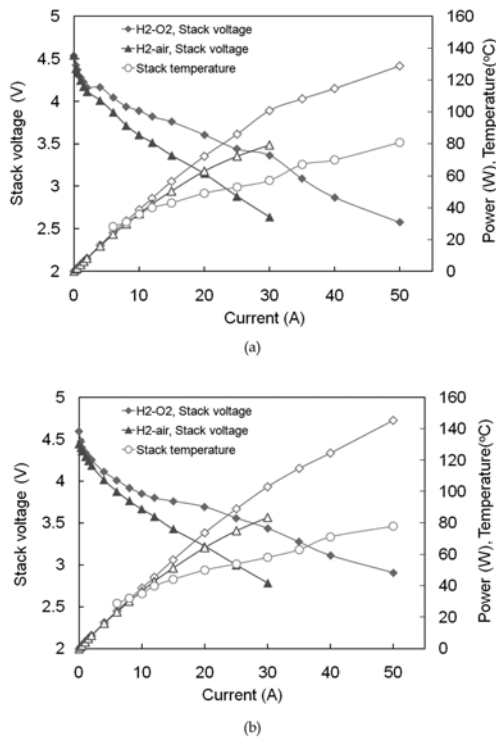 5
4.5
4
3.5
3
2.5
2
Stack voltage (V)
H2-O2, Stack voltage
H2-air, Stack voltage
Stack temperature
160
140
120
100
80
60
40
20
0
Power (W), Temperature(°C)
0 10 20 30 40 50
Current (A)
(a)
5
4.5
4
3.5
3
2.5
2
Stack voltage (V)
H2-O2, Stack voltage
H2-air, Stack voltage
Stack temperature
160
140
120
100
80
60
40
20
0
Power (W), Temperature(°C)
0 10 20 30 40 50
Current (A)
(b)